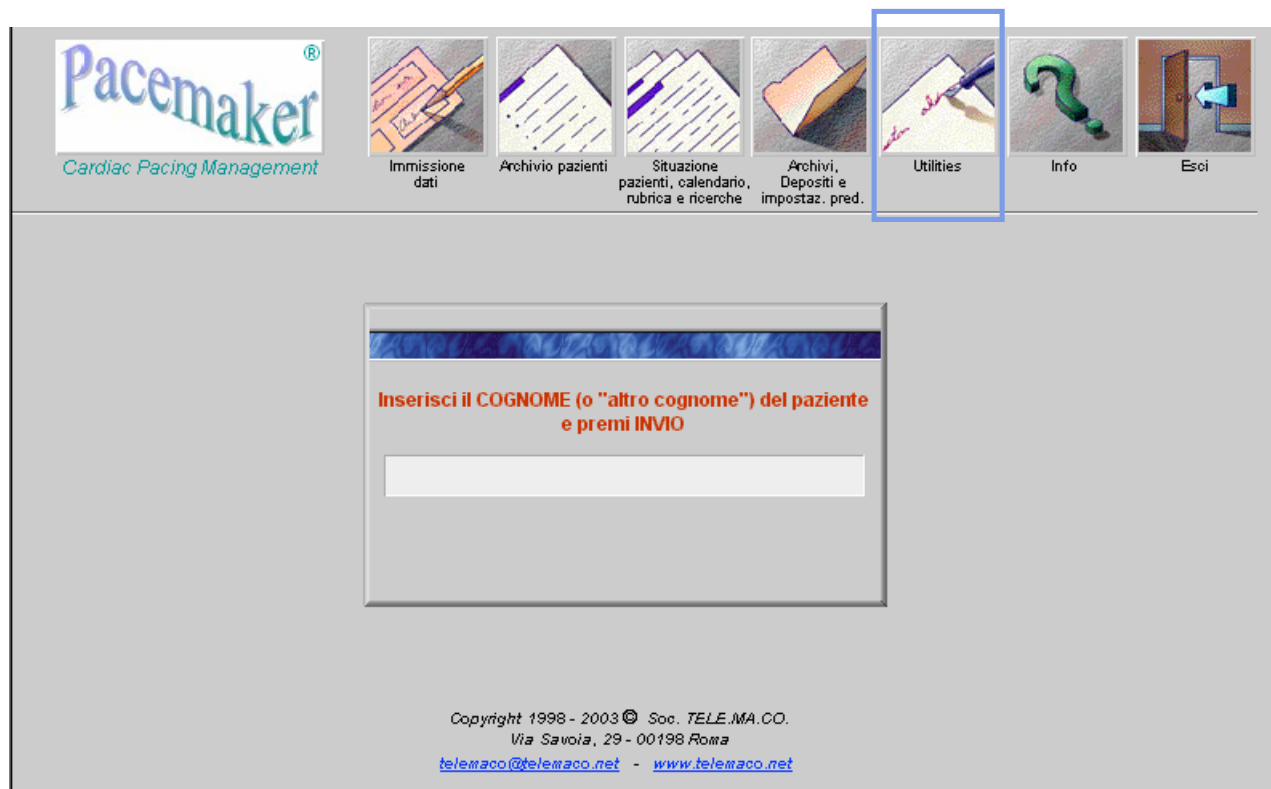 Pacemaker®
Cardiac Pacing Management
Immissione
dati
Archivio pazienti
Situazione
pazienti, calendario,
rubrica e ricerche
Archivi,
Depositi e
impostaz. pred.
Utilities
Info
Esci
Inserisci il COGNOME (o "altro cognome") del paziente
e premi INVIO
Copyright 1998 - 2003 © Soc. TELE.MA.CO.
Via Savoia, 29 - 00198 Roma
telemaco@telemaco.net - www.telemaco.net